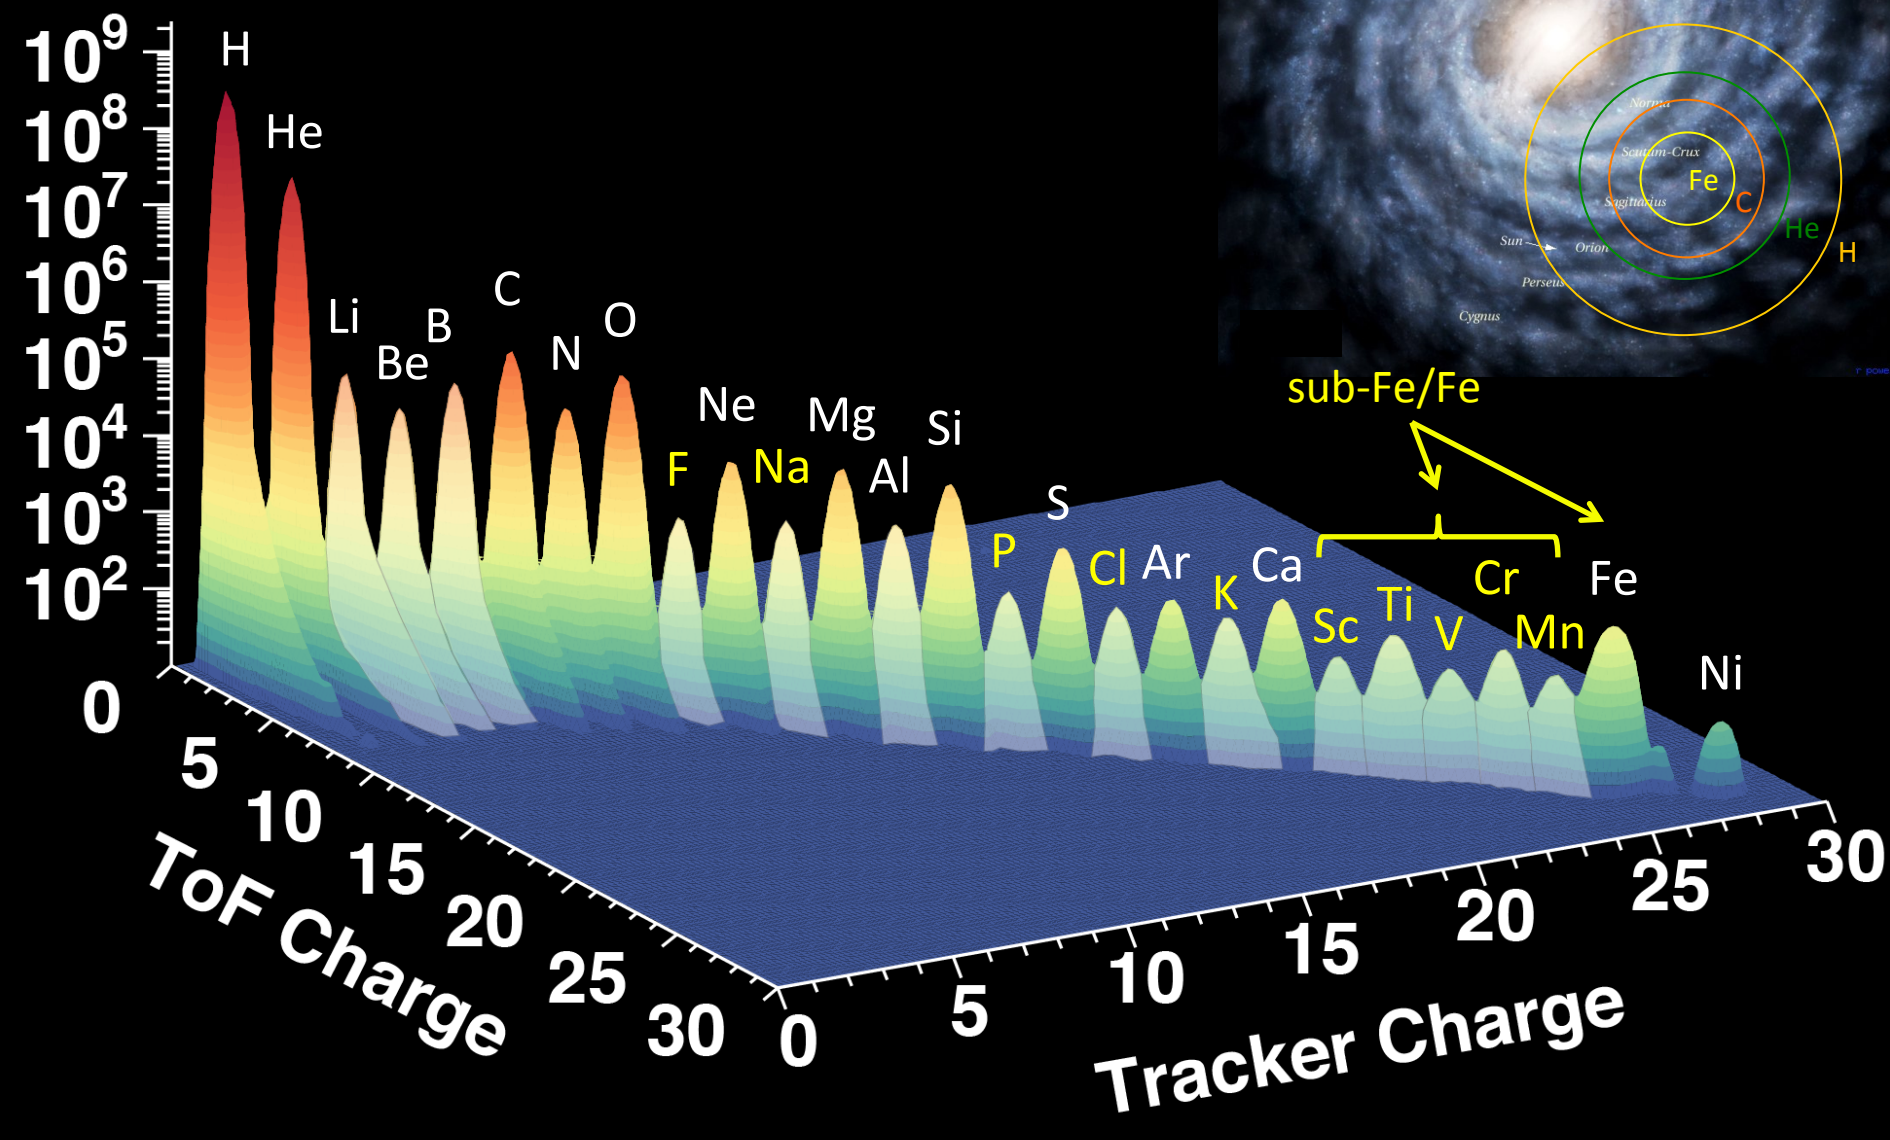 10⁹
10⁸
10⁷
10⁶
10⁵
10⁴
10³
10²
H
He
Li
Be
B
C
N
O
F
Ne
Na
Mg
Al
Si
P
S
Cl
Ar
K
Ca
Sc
Ti
V
Cr
Mn
Fe
Ni
sub-Fe/Fe
Norma
Scutum-Crux
Sagittarius
Sun
Orion
Perseus
Cygnus
Fe
C
He
H
r powe
0
5
10
15
20
25
30
ToF Charge
0
5
10
15
20
25
30
Tracker Charge